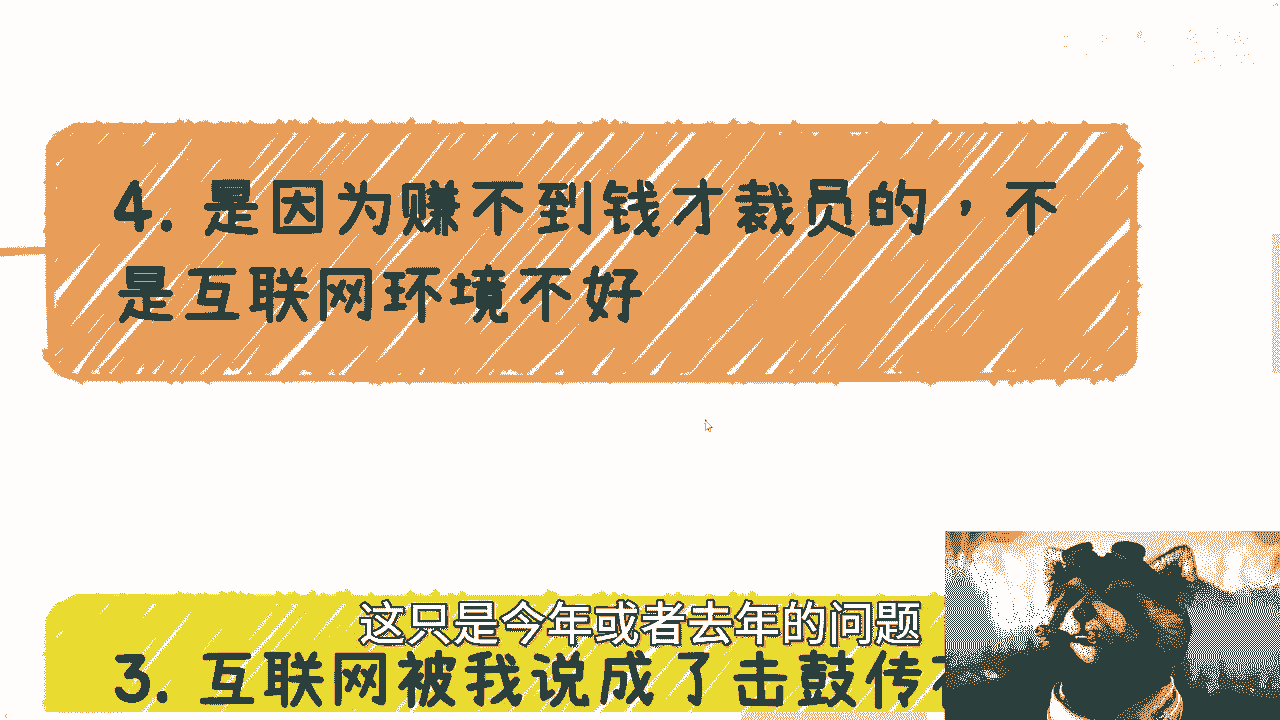 4. 是因为赚不到钱才裁员的，不
是互联网环境不好
这只是今年或者去年的问题
3. 互联网被我说成了击鼓传